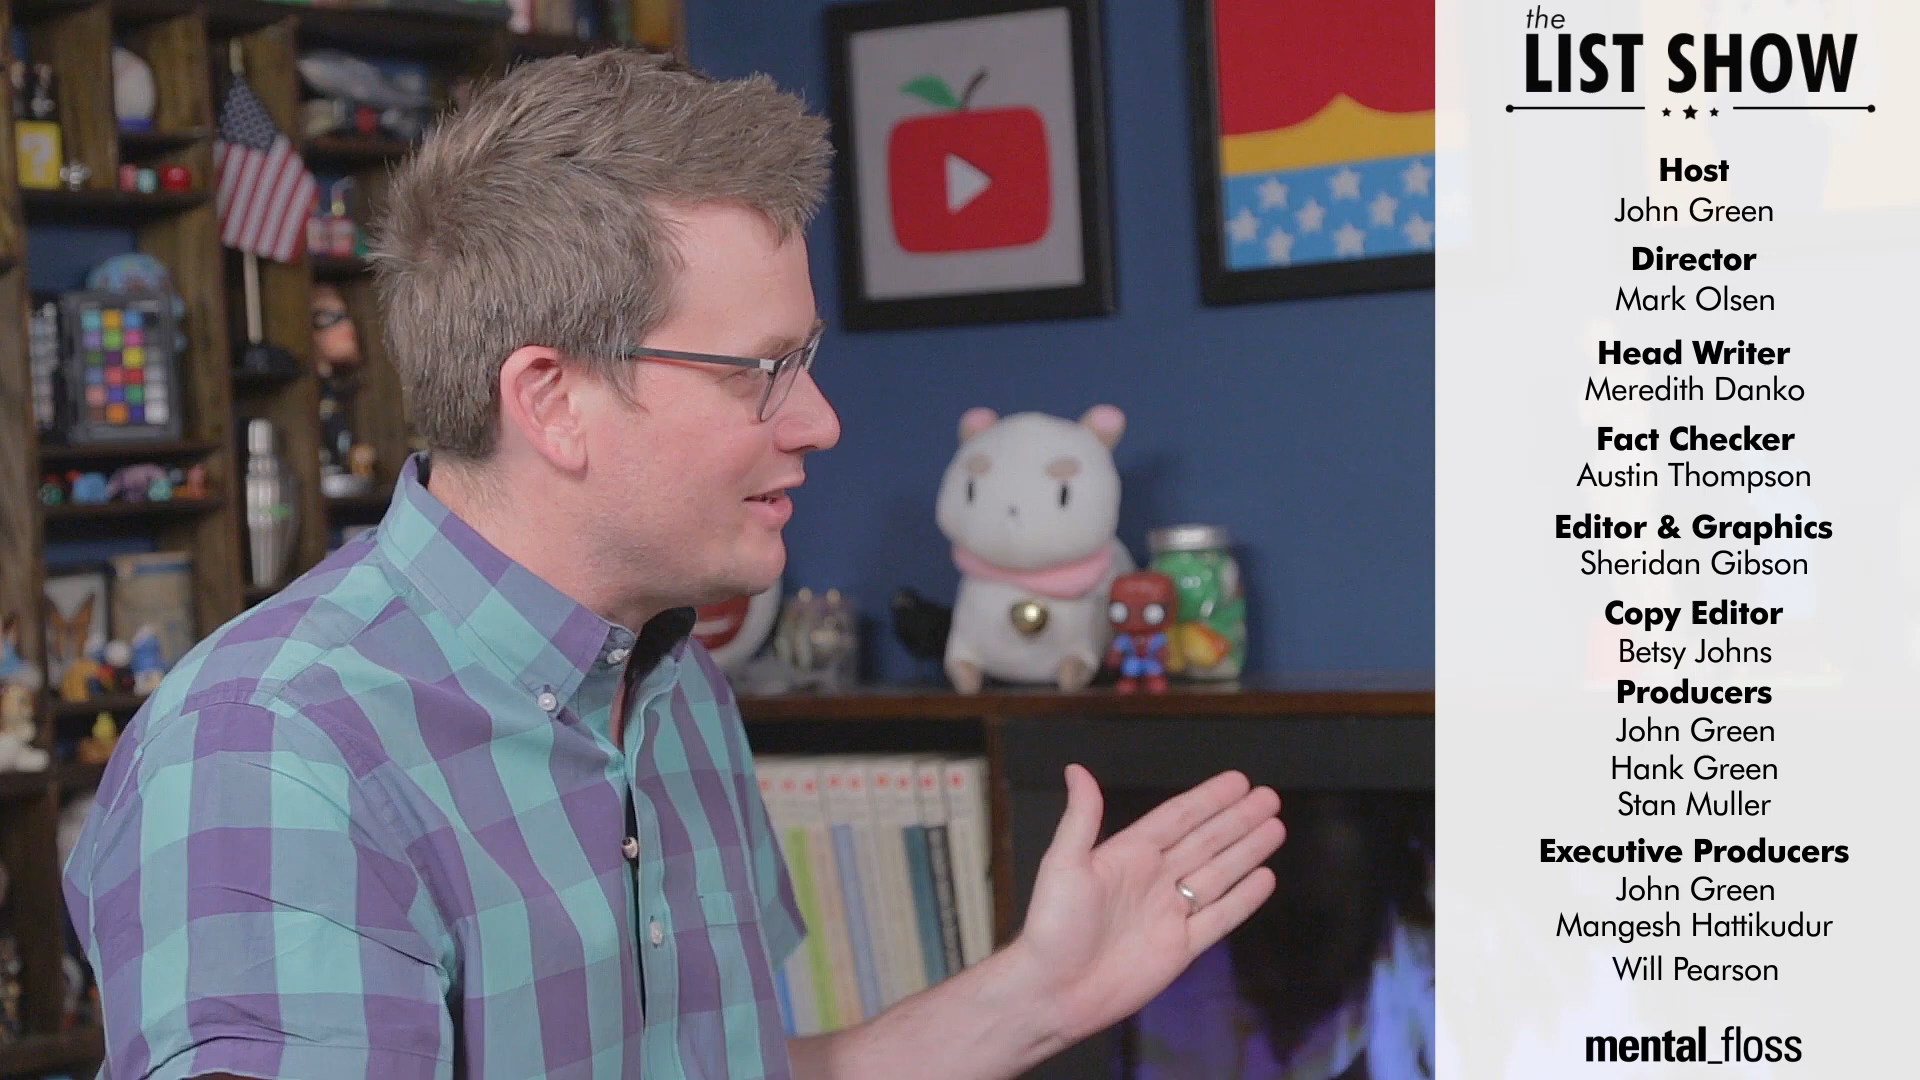 the
LIST SHOW
Host
John Green
Director
Mark Olsen
Head Writer
Meredith Danko
Fact Checker
Austin Thompson
Editor & Graphics
Sheridan Gibson
Copy Editor
Betsy Johns
Producers
John Green
Hank Green
Stan Muller
Executive Producers
John Green
Mangesh Hattikudur
Will Pearson
mental_floss
?